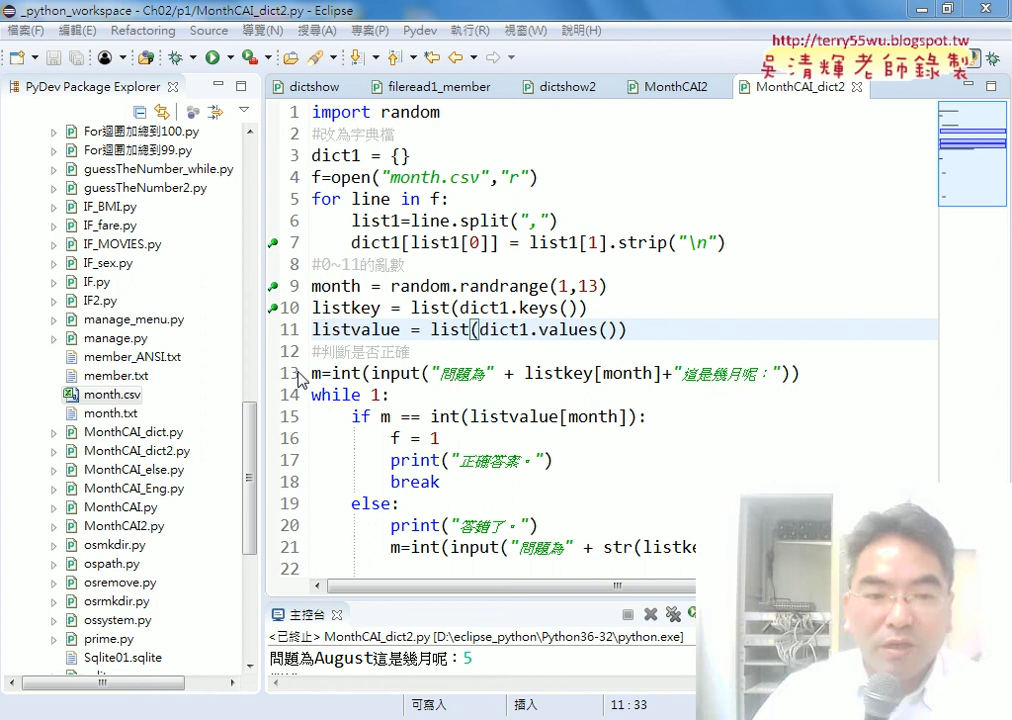 _python_workspace - Ch02/p1/MonthCAI_dict2.py - Eclipse
檔案(F) 編輯(E) Refactoring Source 導覽(N) 搜尋(A) 專案(P) Pydev 執行(R) 視窗(W) 說明(H)
http://terry55wu.blogspot.tw
吳清輝老師錄製
PyDev Package Explorer
dictshow fileread1_member dictshow2 MonthCAI2 MonthCAI_dict2
For迴圈加總到100.py
For迴圈加總到99.py
guessTheNumber_while.py
guessTheNumber2.py
IF_BMI.py
IF_fare.py
IF_MOVIES.py
IF_sex.py
IF.py
IF2.py
manage_menu.py
manage.py
member_ANSI.txt
member.txt
month.csv
month.txt
MonthCAI_dict.py
MonthCAI_dict2.py
MonthCAI_else.py
MonthCAI_Eng.py
MonthCAI.py
MonthCAI2.py
osmkdir.py
ospath.py
osremove.py
osrmkdir.py
ossystem.py
prime.py
Sqlite01.sqlite
1 import random
2 #改為字典檔
3 dict1 = {}
4 f=open("month.csv","r")
5 for line in f:
6 list1=line.split(",")
7 dict1[list1[0]] = list1[1].strip("\n")
8 #0~11的亂數
9 month = random.randrange(1,13)
10 listkey = list(dict1.keys())
11 listvalue = list(dict1.values())
12 #判斷是否正確
13 m=int(input("問題為" + listkey[month]+"這是幾月呢："))
14 while 1:
15 if m == int(listvalue[month]):
16 f = 1
17 print("正確答案。")
18 break
19 else:
20 print("答錯了。")
21 m=int(input("問題為" + str(listke
22
主控台
<已終止> MonthCAI_dict2.py [D:\eclipse_python\Python36-32\python.exe]
問題為August這是幾月呢：5
可寫入 插入 11 : 33